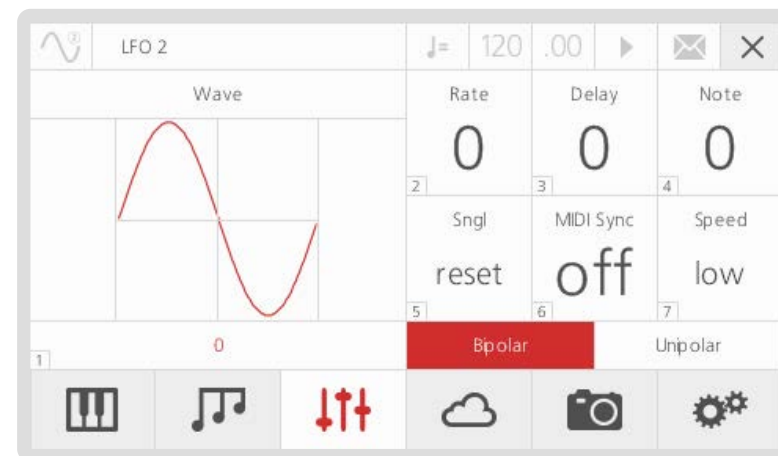 LFO 2
♩= 120 .00
Wave
Rate Delay Note
0 0 0
2 3 4
Sngl MIDI Sync Speed
reset off low
5 6 7
1 0 Bipolar Unipolar